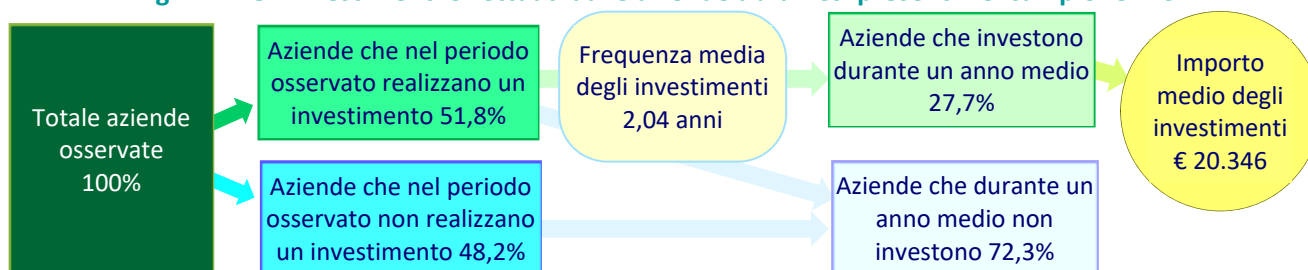 Totale aziende
osservate
100%
Aziende che nel periodo
osservato realizzano un
investimento 51,8%
Aziende che nel periodo
osservato non realizzano
un investimento 48,2%
Frequenza media
degli investimenti
2,04 anni
Aziende che investono
durante un anno medio
27,7%
Aziende che durante un
anno medio non
investono 72,3%
Importo
medio degli
investimenti
€ 20.346